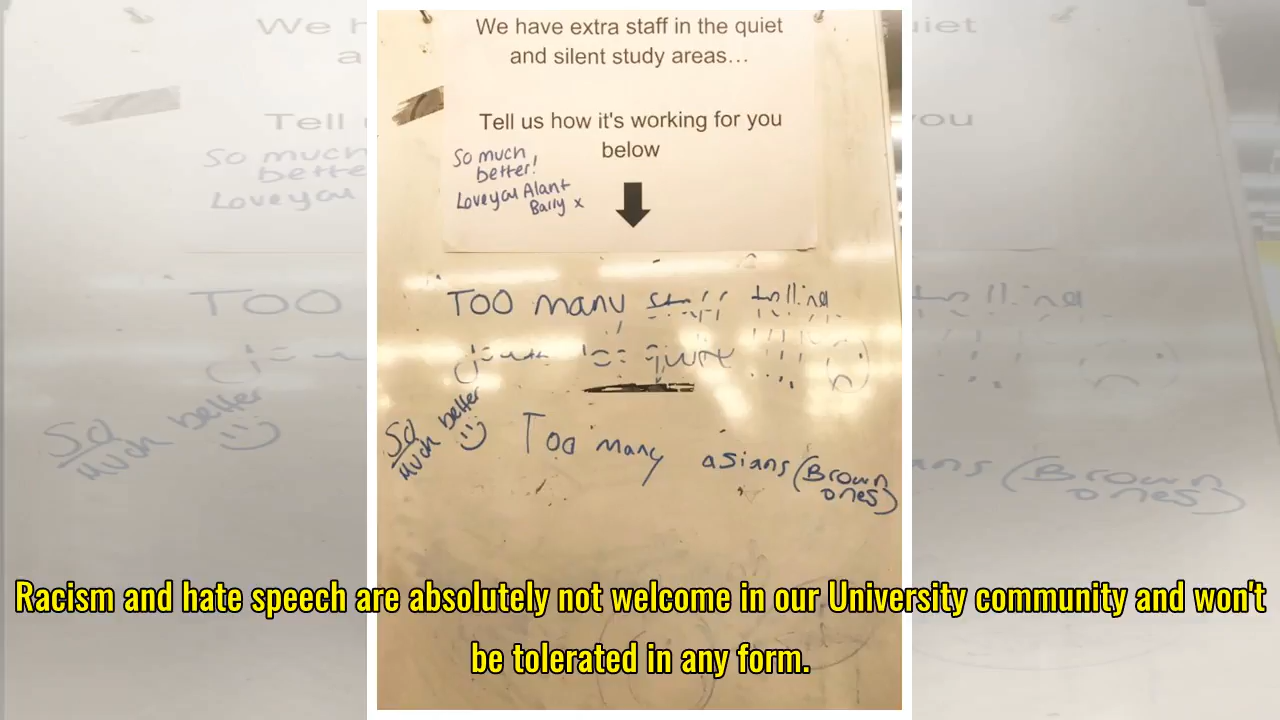 We have extra staff in the quiet
and silent study areas...
Tell us how it's working for you
below
So much
better!
Love you Alan +
Barry x
TOO many staff telling
quiet
So
much better
Too many asians (Brown
ones)
Racism and hate speech are absolutely not welcome in our University community and won't
be tolerated in any form.